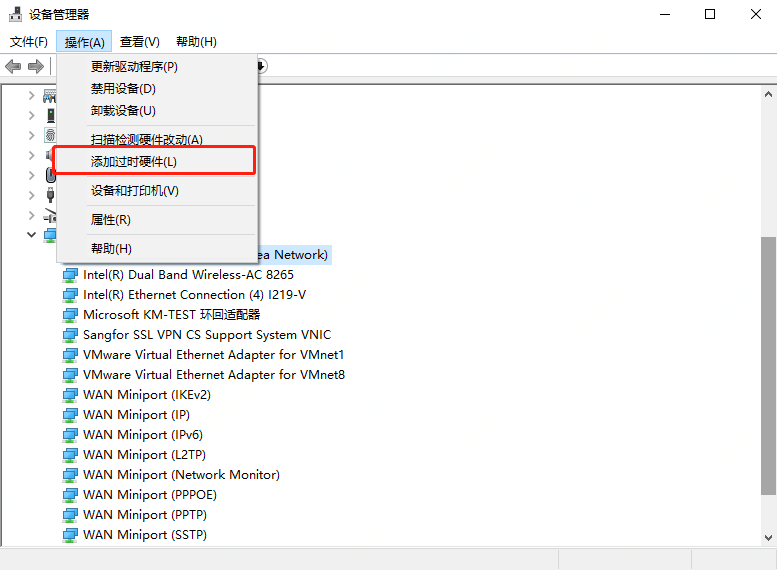 设备管理器
文件(F) 操作(A) 查看(V) 帮助(H)
更新驱动程序(P)
禁用设备(D)
卸载设备(U)
扫描检测硬件改动(A)
添加过时硬件(L)
设备和打印机(V)
属性(R)
帮助(H)
ea Network)
Intel(R) Dual Band Wireless-AC 8265
Intel(R) Ethernet Connection (4) I219-V
Microsoft KM-TEST 环回适配器
Sangfor SSL VPN CS Support System VNIC
VMware Virtual Ethernet Adapter for VMnet1
VMware Virtual Ethernet Adapter for VMnet8
WAN Miniport (IKEv2)
WAN Miniport (IP)
WAN Miniport (IPv6)
WAN Miniport (L2TP)
WAN Miniport (Network Monitor)
WAN Miniport (PPPOE)
WAN Miniport (PPTP)
WAN Miniport (SSTP)